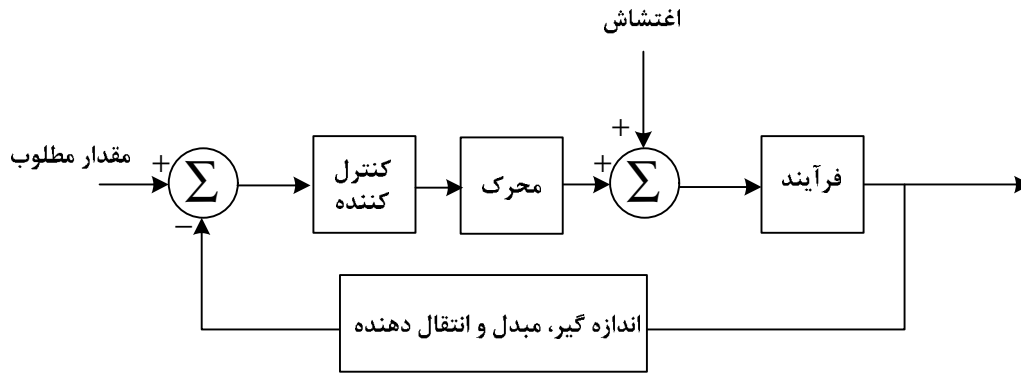 اغتشاش
+
مقدار مطلوب
+
Σ
−
کنترل
کننده
محرک
+
Σ
فرآیند
اندازه گیر، مبدل و انتقال دهنده